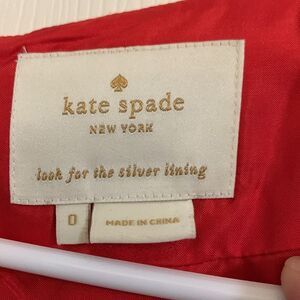 kate spade
NEW YORK
look for the silver lining
0
MADE IN CHINA